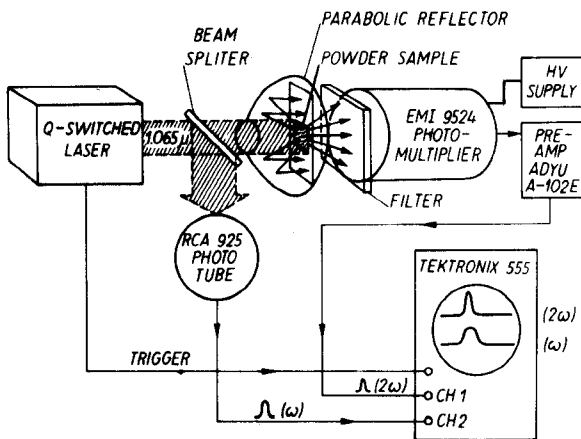 PARABOLIC REFLECTOR
BEAM
SPLITER
POWDER SAMPLE
HV
SUPPLY
Q-SWITCHED
LASER
1.065μ
EMI 9524
PHOTO-
MULTIPLIER
PRE-
AMP
ADYU
A-102E
FILTER
RCA 925
PHOTO
TUBE
TEKTRONIX 555
(2ω)
(ω)
TRIGGER
(2ω)
CH 1
(ω)
CH 2